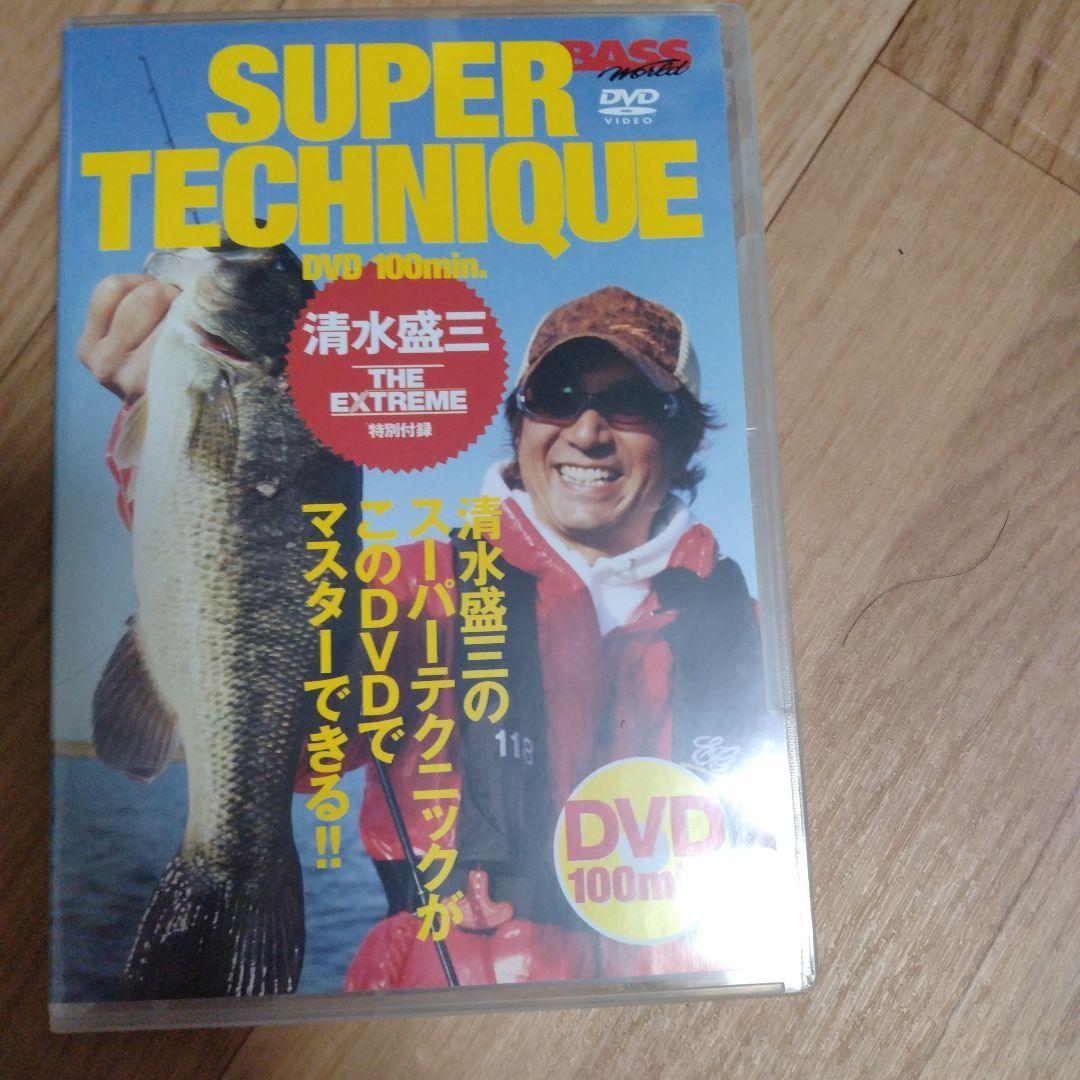 SUPER
BASS
World
DVD
VIDEO
TECHNIQUE
DVD 100min.
清水盛三
THE
EXTREME
特別付録
清水盛三の
スーパーテクニックが
このDVDで
マスターできる!!
118
DVD
100mi